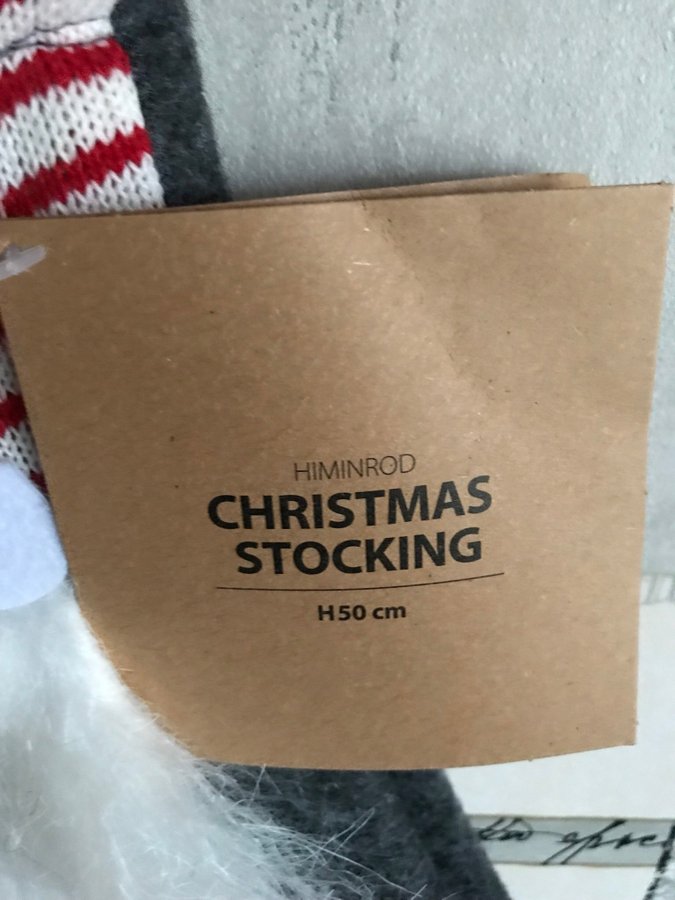 HIMINROD
CHRISTMAS
STOCKING
H50 cm